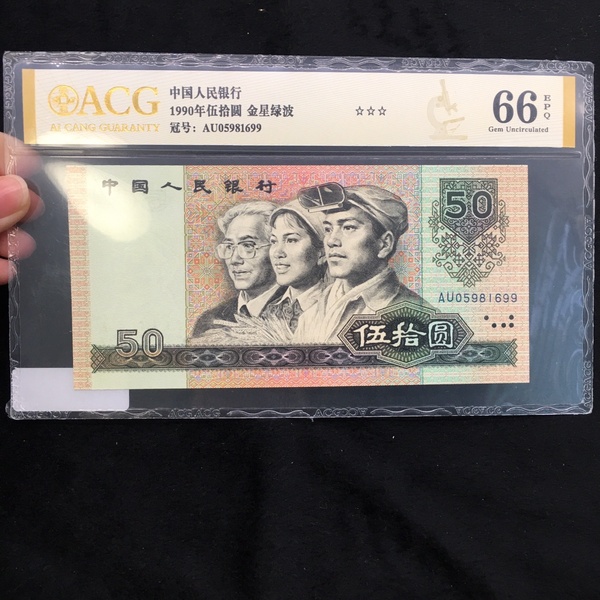 ACG
AI CANG GUARANTY
中国人民银行
1990年伍拾圆 金星绿波
冠号: AU05981699
☆☆☆
66
EPQ
Gem Uncirculated
中国人民银行
50
AU05981699
50
伍拾圆